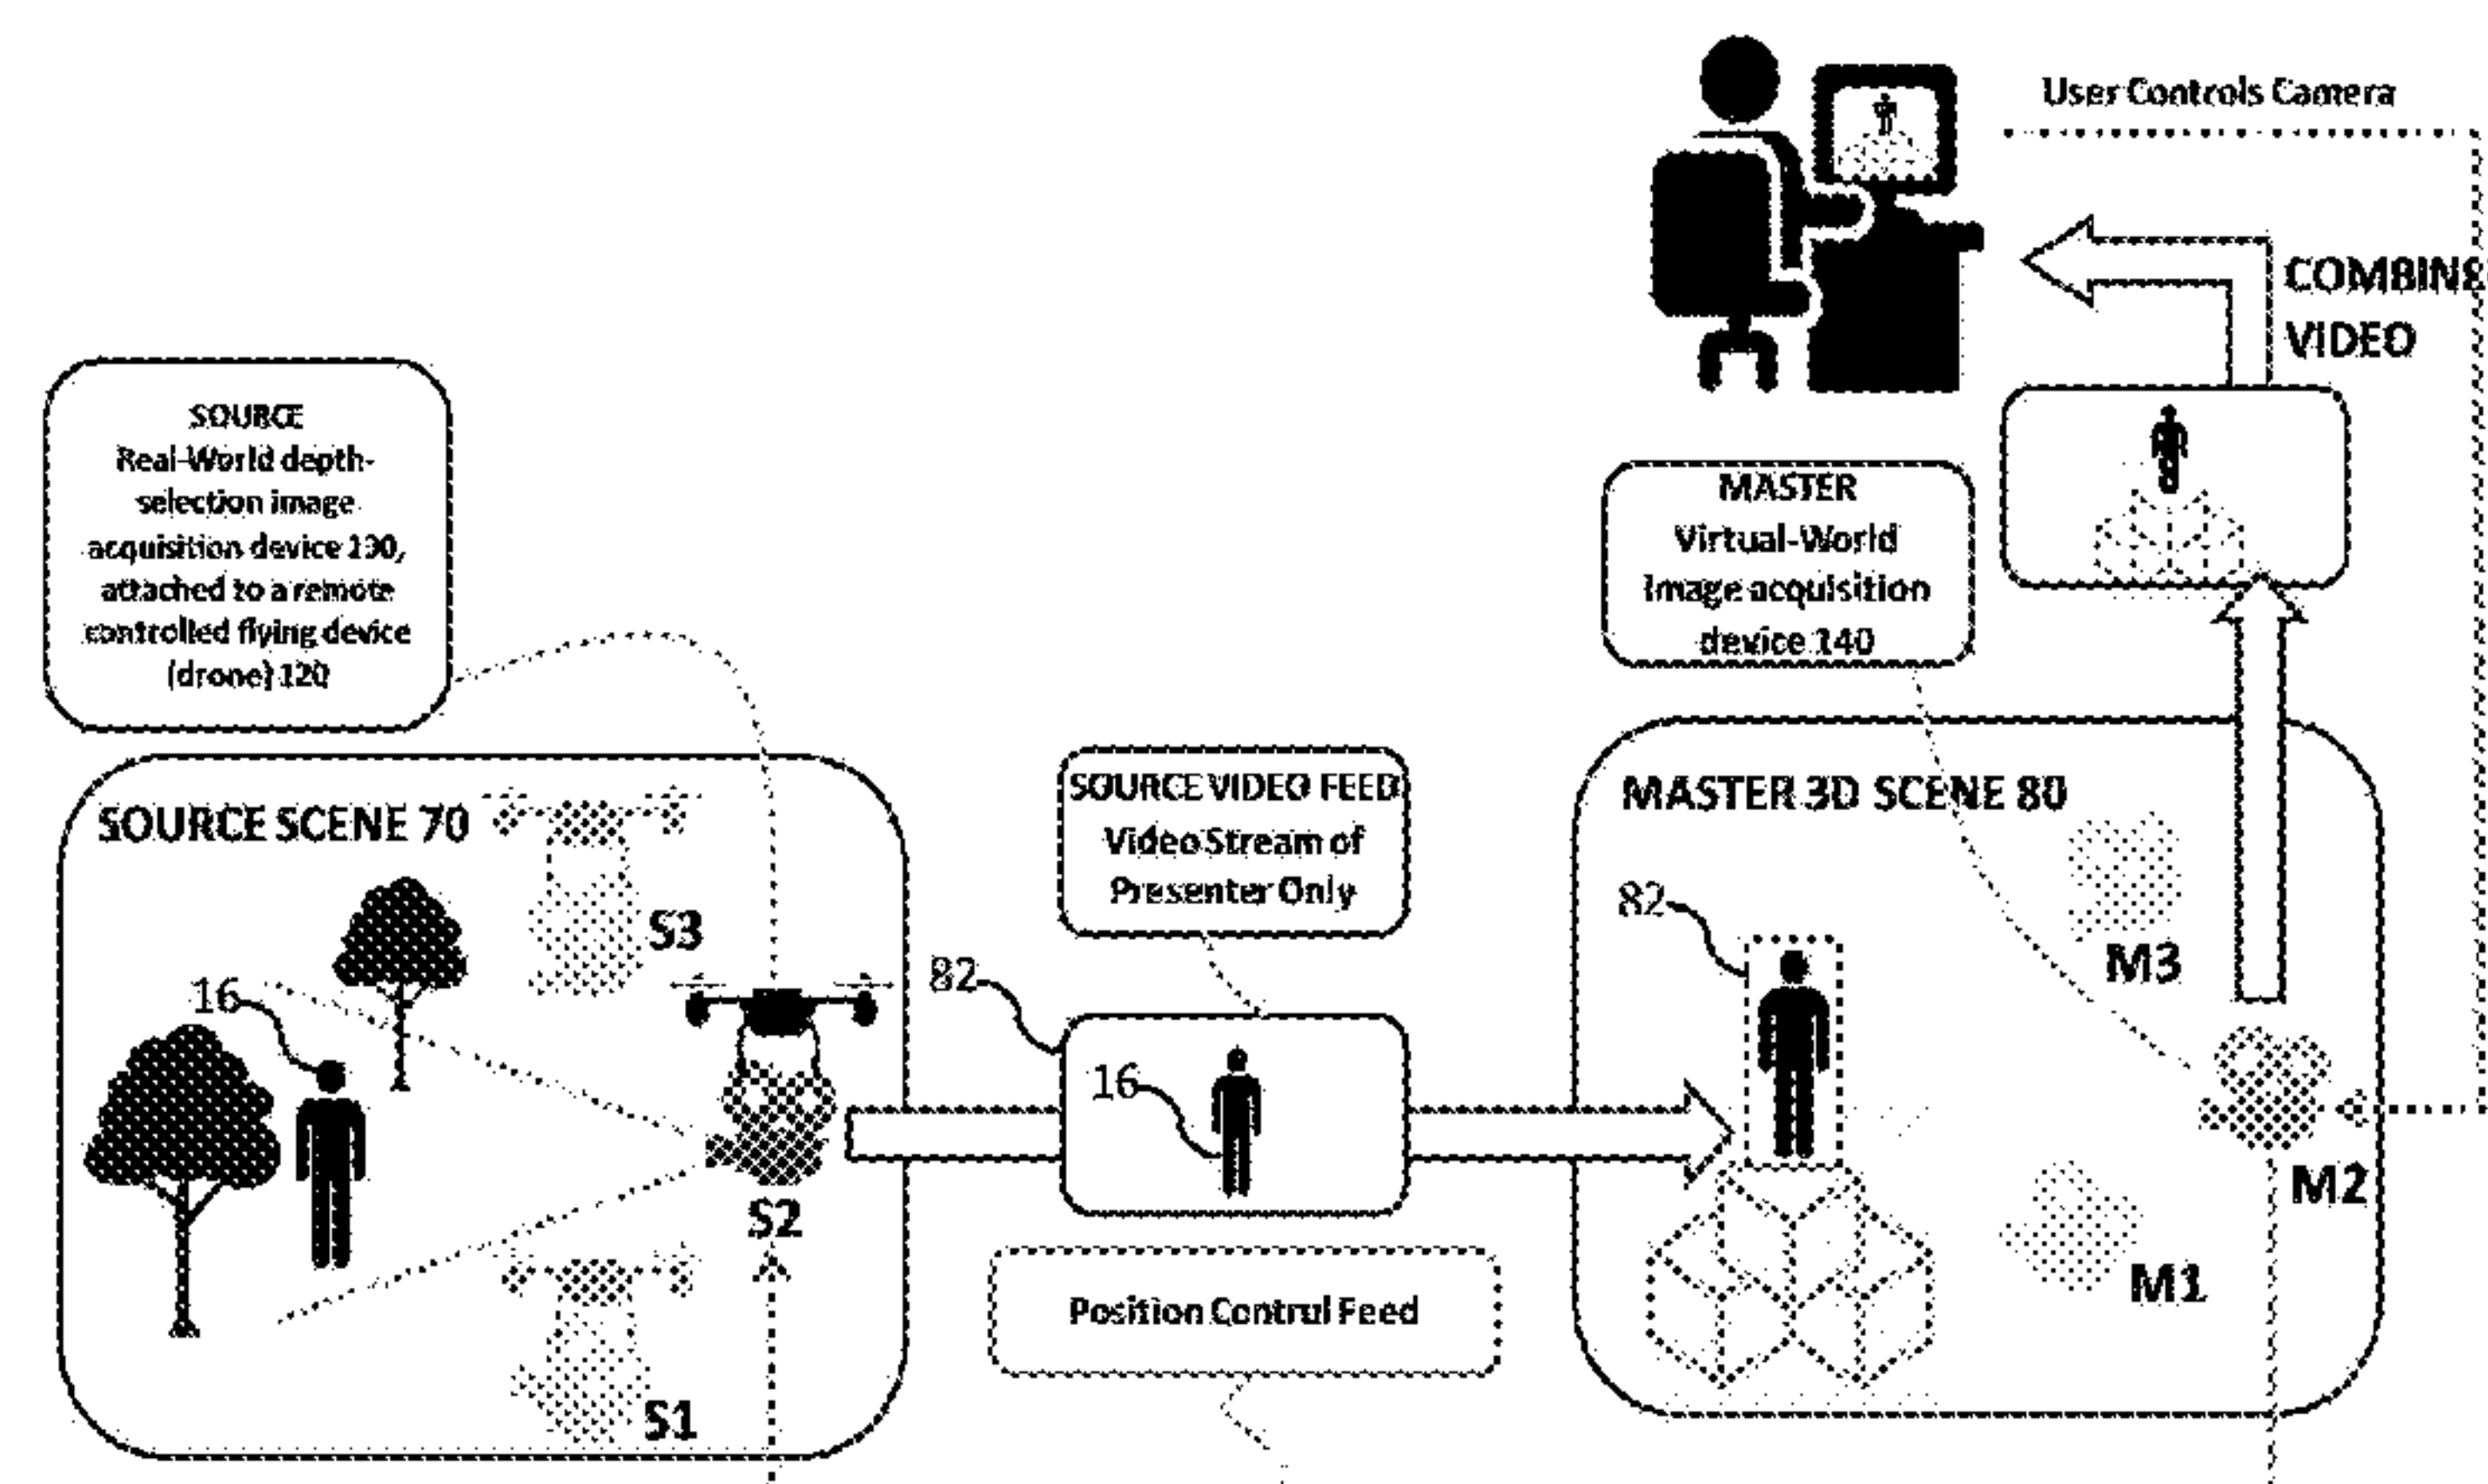 User Controls Camera
COMBINE
VIDEO
SOURCE
Real-World depth-
selection image
acquisition device 130,
attached to a remote
controlled flying device
(drone) 120
MASTER
Virtual-World
Image acquisition
device 140
SOURCE SCENE 70
S3
16
S2
S1
SOURCE VIDEO FEED
Video Stream of
Presenter Only
82
16
Position Control Feed
MASTER 3D SCENE 80
82
M3
M2
M1